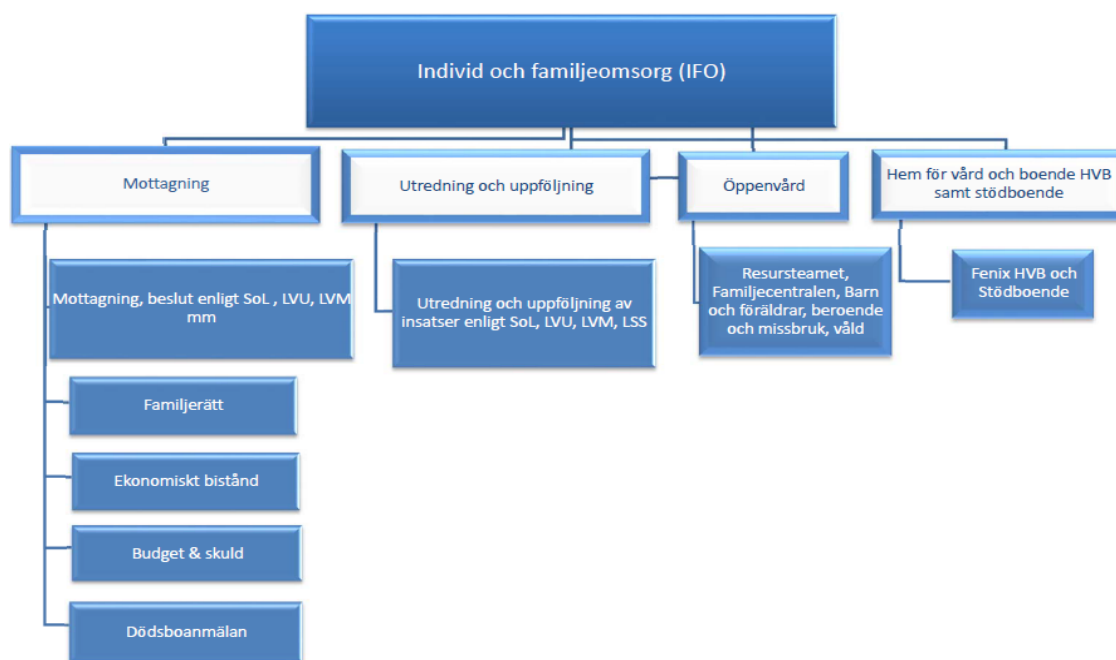 Individ och familjeomsorg (IFO)
Mottagning
Utredning och uppföljning
Öppenvård
Hem för vård och boende HVB
samt stödboende
Mottagning, beslut enligt SoL , LVU, LVM
mm
Utredning och uppföljning av
insatser enligt SoL, LVU, LVM, LSS
Resursteamet,
Familjecentralen, Barn
och föräldrar, beroende
och missbruk, våld
Fenix HVB och
Stödboende
Familjerätt
Ekonomiskt bistånd
Budget & skuld
Dödsboanmälan